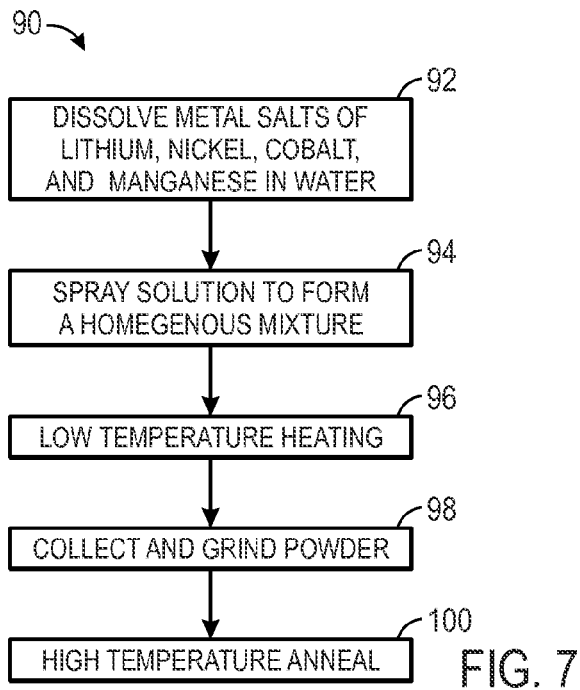 90
92
DISSOLVE METAL SALTS OF
LITHIUM, NICKEL, COBALT,
AND MANGANESE IN WATER
94
SPRAY SOLUTION TO FORM
A HOMEGENOUS MIXTURE
96
LOW TEMPERATURE HEATING
98
COLLECT AND GRIND POWDER
100
HIGH TEMPERATURE ANNEAL
FIG. 7